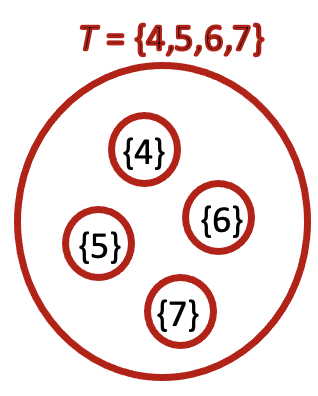 T = {4,5,6,7}
{4}
{6}
{5}
{7}